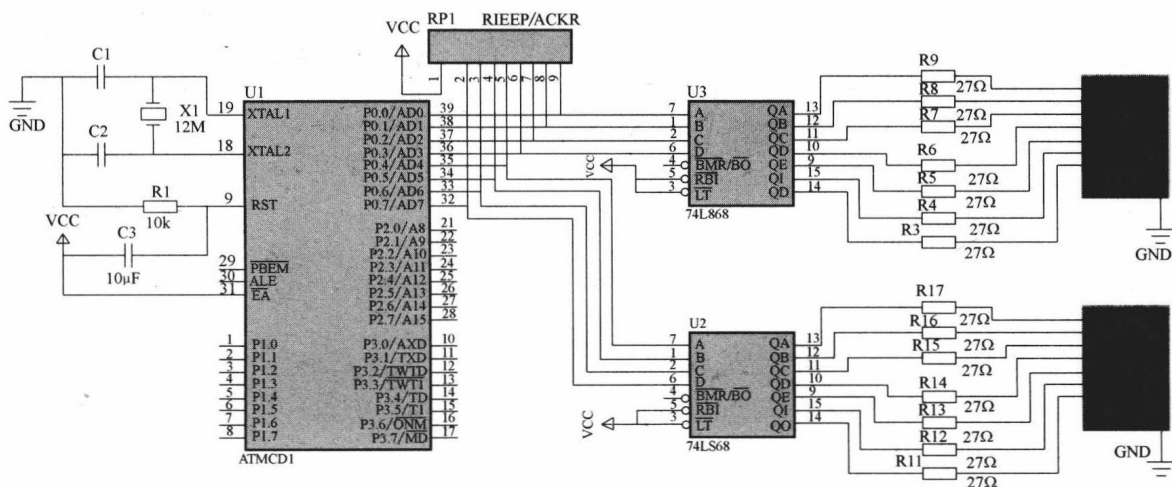 RP1 RIEEP/ACKR
VCC
1 2 3 4 5 6 7 8 9
C1
GND
X1
12M
C2
R1
10k
VCC
C3
10µF
U1
19 XTAL1
18 XTAL2
9 RST
29 PBEM
30 ALE
31 EA
1 P1.0
2 P1.1
3 P1.2
4 P1.3
5 P1.4
6 P1.5
7 P1.6
8 P1.7
P0.0/AD0 39
P0.1/AD1 38
P0.2/AD2 37
P0.3/AD3 36
P0.4/AD4 35
P0.5/AD5 34
P0.6/AD6 33
P0.7/AD7 32
P2.0/A8 21
P2.1/A9 22
P2.2/A10 23
P2.3/A11 24
P2:4/A12 25
P2.5/A13 26
P2.6/A14 27
P2.7/A15 28
P3.0/AXD 10
P3.1/TXD 11
P3.2/TWTD 12
P3.3/TWT1 13
P3.4/TD 14
P3.5/T1 15
P3.6/ONM 16
P3.7/MD 17
ATMCD1
U3
7 A QA 13
1 B QB 12
2 C QC 11
6 D QD 10
4 BMR/BO QE 9
5 RBI QI 15
3 LT QO 14
74L868
VCC
R9
27Ω
R8
27Ω
R7
27Ω
R6
27Ω
R5
27Ω
R4
27Ω
R3
27Ω
GND
U2
7 A QA 13
1 B QB 12
2 C QC 11
6 D QD 10
4 BMR/BO QE 9
5 RBI QI 15
3 LT QO 14
74LS68
VCC
R17
27Ω
R16
27Ω
R15
27Ω
R14
27Ω
R13
27Ω
R12
27Ω
R11
27Ω
GND